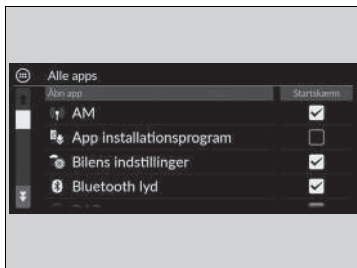 Alle apps
Åbn app Startskærm
AM
App installationsprogram
Bilens indstillinger
Bluetooth lyd